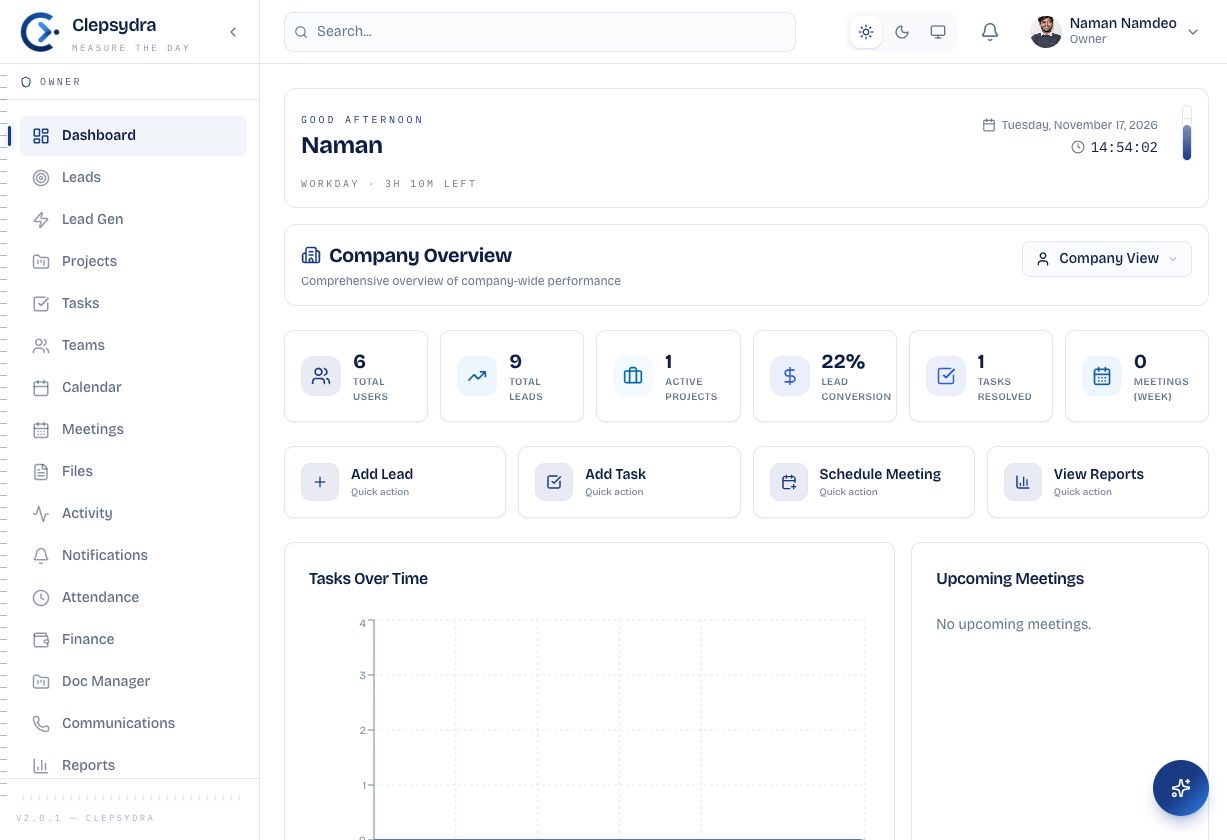 Clepsydra
MEASURE THE DAY
OWNER
Dashboard
Leads
Lead Gen
Projects
Tasks
Teams
Calendar
Meetings
Files
Activity
Notifications
Attendance
Finance
Doc Manager
Communications
Reports
V2.0.1 — CLEPSYDRA
Search...
Naman Namdeo
Owner
GOOD AFTERNOON
Naman
WORKDAY · 3H 10M LEFT
Tuesday, November 17, 2026
14:54:02
Company Overview
Comprehensive overview of company-wide performance
Company View
6
TOTAL
USERS
9
TOTAL
LEADS
1
ACTIVE
PROJECTS
22%
LEAD
CONVERSION
1
TASKS
RESOLVED
0
MEETINGS
(WEEK)
Add Lead
Quick action
Add Task
Quick action
Schedule Meeting
Quick action
View Reports
Quick action
Tasks Over Time
4
3
2
1
0
Upcoming Meetings
No upcoming meetings.